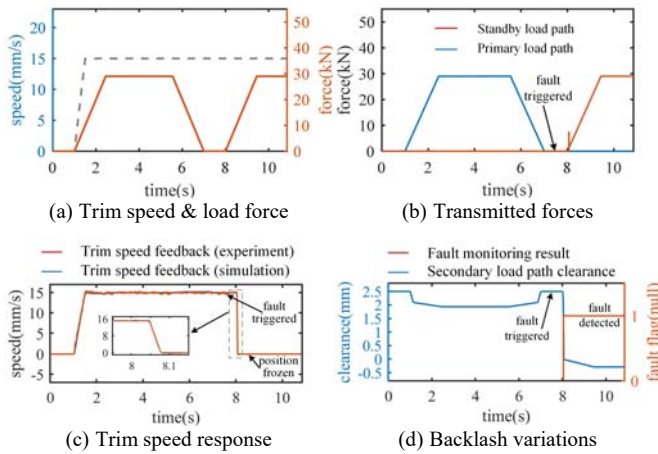 20
15
10
5
0
speed(mm/s)
50
40
30
20
10
0
force(kN)
0 2 4 6 8 10
time(s)
(a) Trim speed & load force
50
40
30
20
10
0
force(kN)
Standby load path
Primary load path
fault
triggered
0 2 4 6 8 10
time(s)
(b) Transmitted forces
Trim speed feedback (experiment)
Trim speed feedback (simulation)
15
10
5
0
-5
speed(mm/s)
fault
triggered
16
8
0
8 8.1
position
frozen
0 2 4 6 8 10
time(s)
(c) Trim speed response
Fault monitoring result
Secondary load path clearance
2.5
1.5
0.5
-0.5
clearance(mm)
fault
triggered
fault
detected
1
0
fault flag(null)
0 2 4 6 8 10
time(s)
(d) Backlash variations